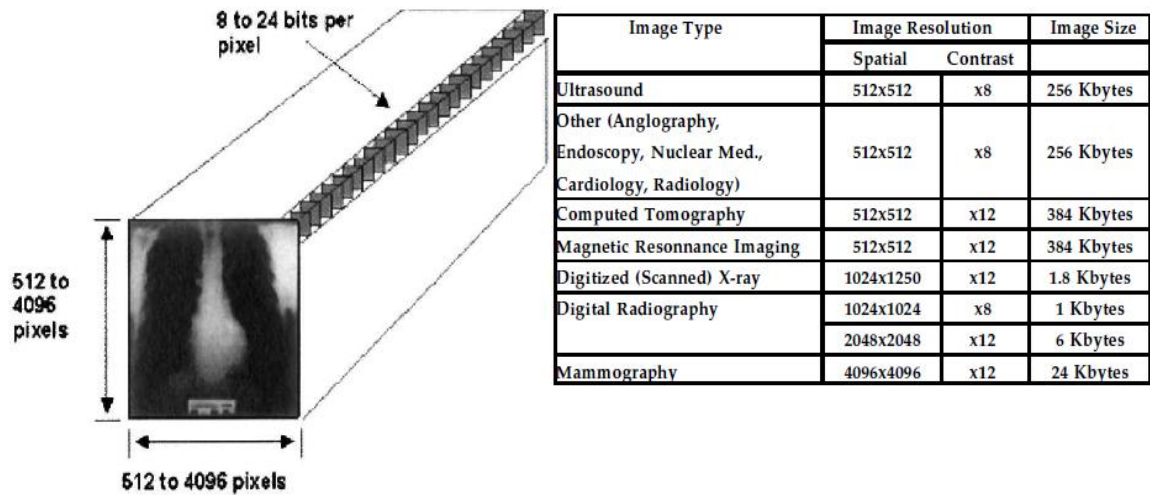 8 to 24 bits per
pixel
512 to
4096
pixels
512 to 4096 pixels
Image Type Image Resolution Image Size
Spatial Contrast
Ultrasound 512x512 x8 256 Kbytes
Other (Anglography,
Endoscopy, Nuclear Med., 512x512 x8 256 Kbytes
Cardiology, Radiology)
Computed Tomography 512x512 x12 384 Kbytes
Magnetic Resonnance Imaging 512x512 x12 384 Kbytes
Digitized (Scanned) X-ray 1024x1250 x12 1.8 Kbytes
Digital Radiography 1024x1024 x8 1 Kbytes
2048x2048 x12 6 Kbytes
Mammography 4096x4096 x12 24 Kbytes